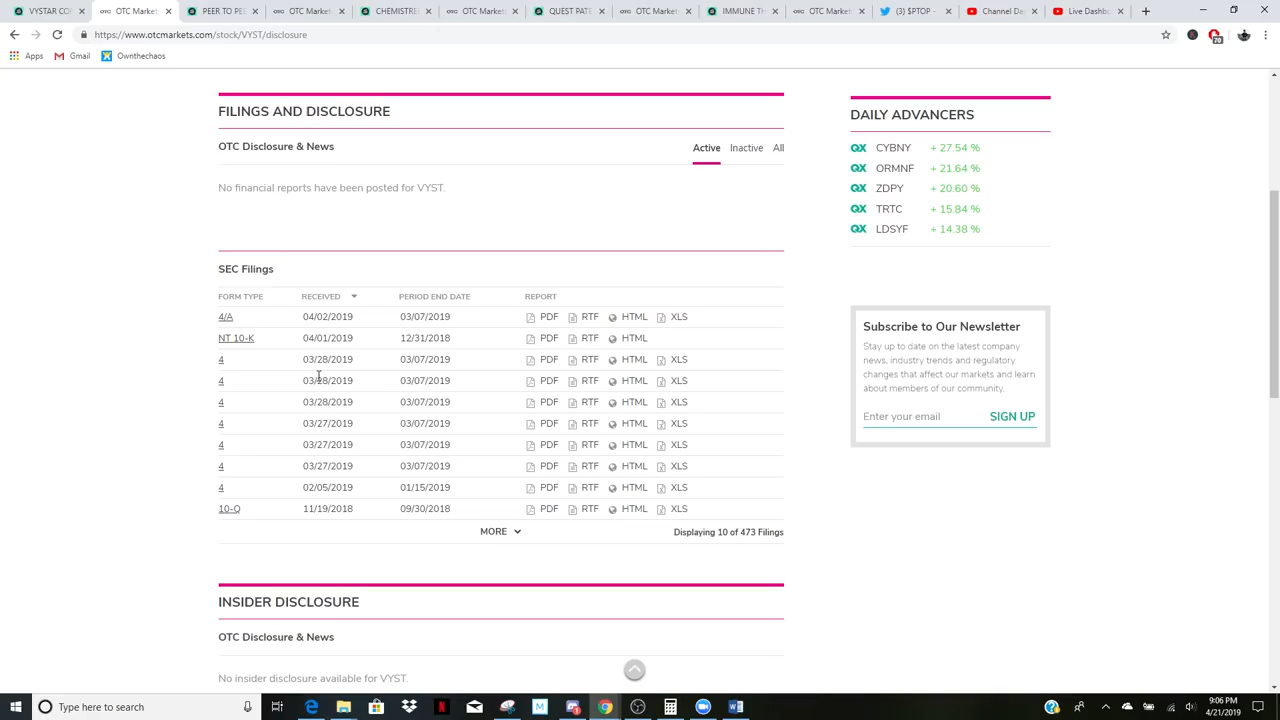 OTC Markets
PER TEF
OTC Mark
CHEMISTRE
OTC Marke
QUEST PATE
OTC Marke
IMMUNE TH
OTC Marke
(3) $PTOP -
Channel Das
Live Dashbo
https://www.otcmarkets.com/stock/VYST/disclosure
28
Apps Gmail Ownthechaos
FILINGS AND DISCLOSURE
OTC Disclosure & News Active Inactive All
No financial reports have been posted for VYST.
SEC Filings
FORM TYPE RECEIVED PERIOD END DATE REPORT
4/A 04/02/2019 03/07/2019 PDF RTF HTML XLS
NT 10-K 04/01/2019 12/31/2018 PDF RTF HTML
4 03/28/2019 03/07/2019 PDF RTF HTML XLS
4 03/28/2019 03/07/2019 PDF RTF HTML XLS
4 03/28/2019 03/07/2019 PDF RTF HTML XLS
4 03/27/2019 03/07/2019 PDF RTF HTML XLS
4 03/27/2019 03/07/2019 PDF RTF HTML XLS
4 03/27/2019 03/07/2019 PDF RTF HTML XLS
4 02/05/2019 01/15/2019 PDF RTF HTML XLS
10-Q 11/19/2018 09/30/2018 PDF RTF HTML XLS
MORE Displaying 10 of 473 Filings
INSIDER DISCLOSURE
OTC Disclosure & News
No insider disclosure available for VYST.
DAILY ADVANCERS
QX CYBNY + 27.54 %
QX ORMNF + 21.64 %
QX ZDPY + 20.60 %
QX TRTC + 15.84 %
QX LDSYF + 14.38 %
Subscribe to Our Newsletter
Stay up to date on the latest company
news, industry trends and regulatory
changes that affect our markets and learn
about members of our community.
Enter your email SIGN UP
Type here to search
9:06 PM
4/21/2019